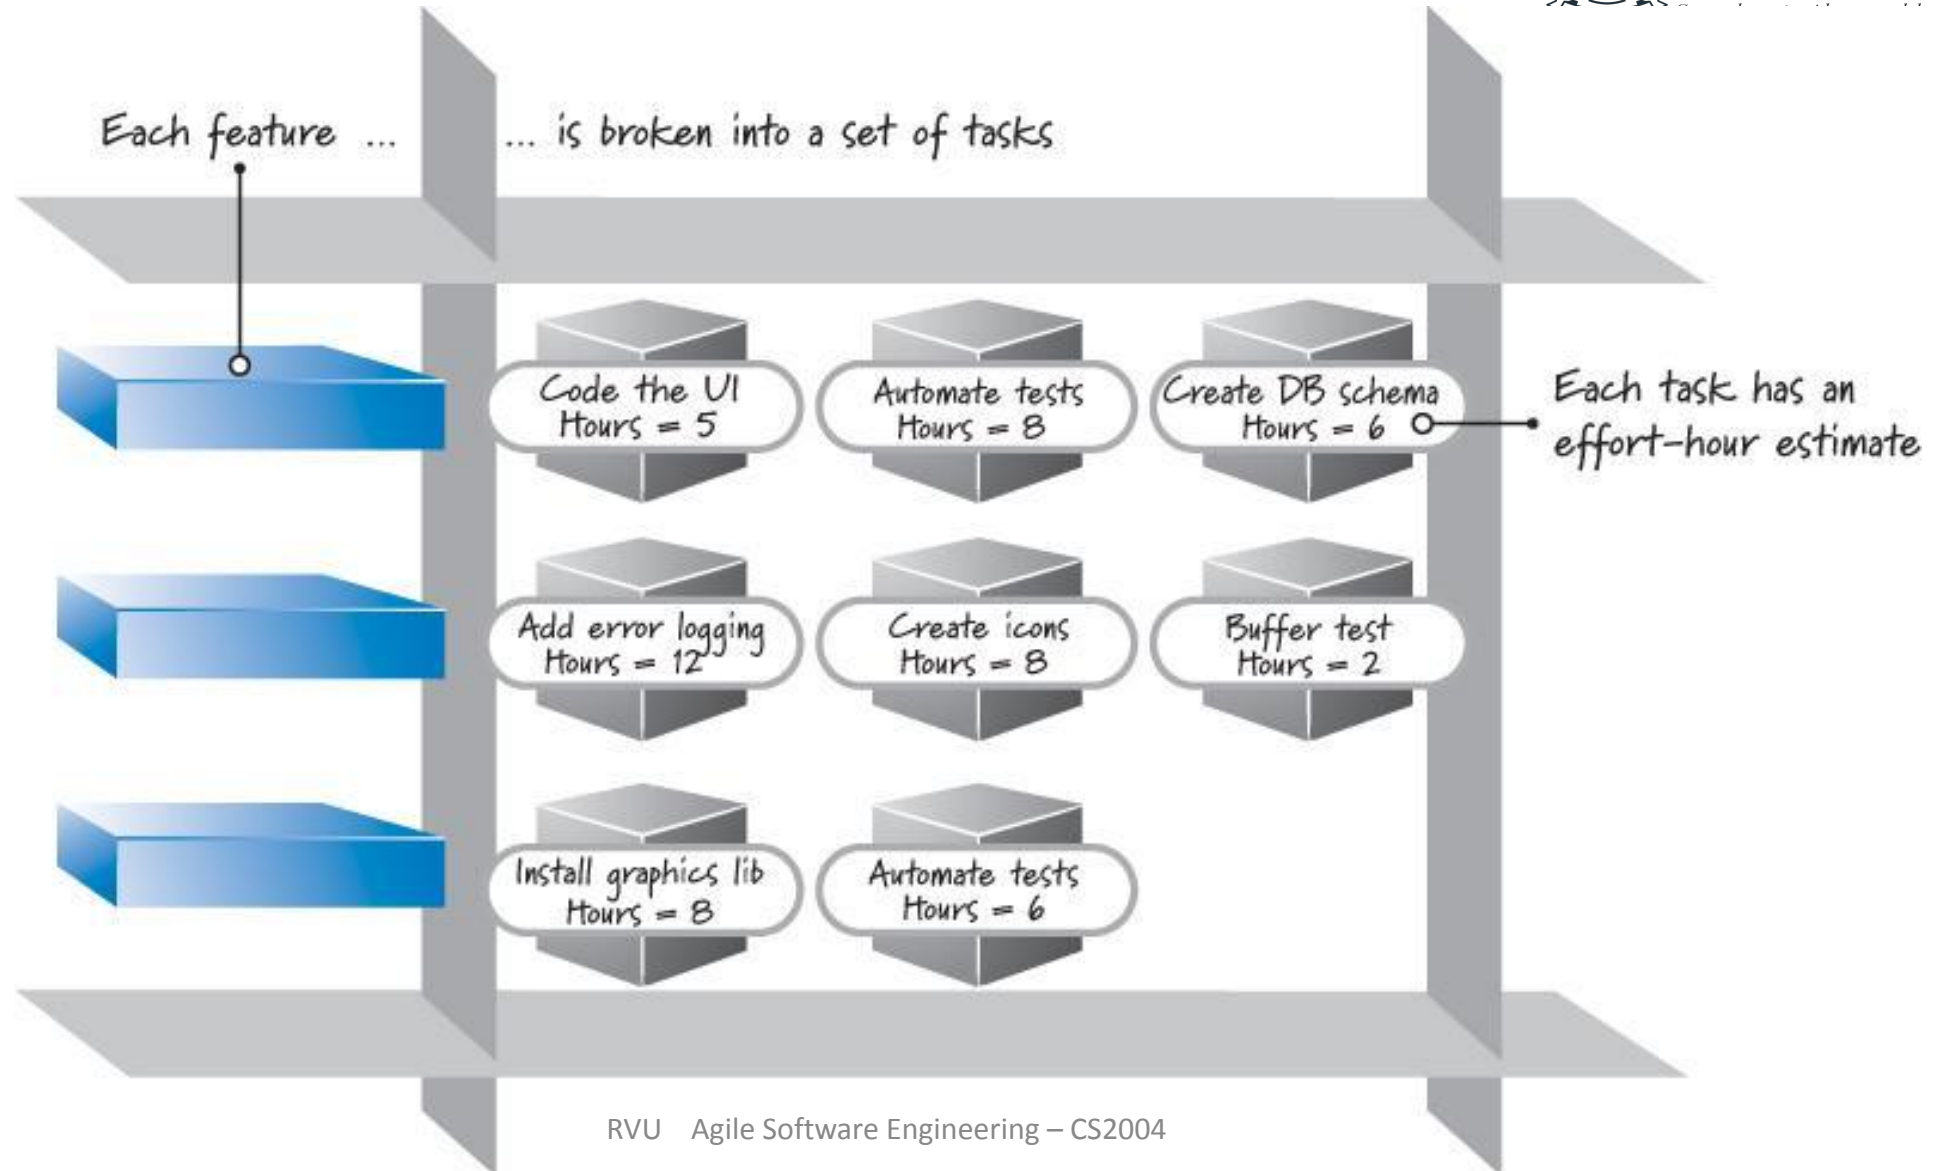 Each feature ...
... is broken into a set of tasks
Code the UI
Hours = 5
Automate tests
Hours = 8
Create DB schema
Hours = 6
Each task has an
effort-hour estimate
Add error logging
Hours = 12
Create icons
Hours = 8
Buffer test
Hours = 2
Install graphics lib
Hours = 8
Automate tests
Hours = 6
RVU Agile Software Engineering – CS2004